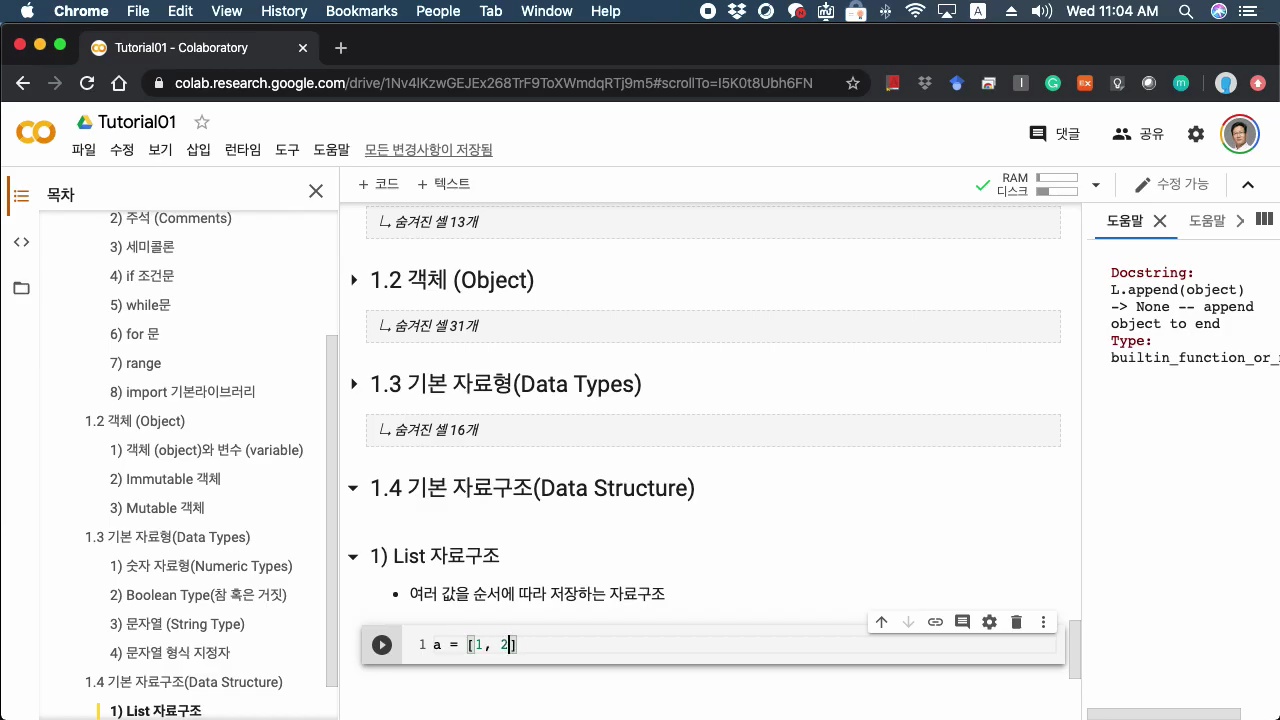 Chrome File Edit View History Bookmarks People Tab Window Help A Wed 11:04 AM
Tutorial01 - Colaboratory
colab.research.google.com/drive/1Nv4lKzwGEJEx268TrF9ToXWmdqRTj9m5#scrollTo=I5K0t8Ubh6FN
Tutorial01
댓글 공유
파일 수정 보기 삽입 런타임 도구 도움말 모든 변경사항이 저장됨
목차
+ 코드 + 텍스트
RAM
디스크
수정 가능
2) 주석 (Comments)
3) 세미콜론
4) if 조건문
5) while문
6) for 문
7) range
8) import 기본라이브러리
1.2 객체 (Object)
1) 객체 (object)와 변수 (variable)
2) Immutable 객체
3) Mutable 객체
1.3 기본 자료형(Data Types)
1) 숫자 자료형(Numeric Types)
2) Boolean Type(참 혹은 거짓)
3) 문자열 (String Type)
4) 문자열 형식 지정자
1.4 기본 자료구조(Data Structure)
1) List 자료구조
숨겨진 셀 13개
1.2 객체 (Object)
숨겨진 셀 31개
1.3 기본 자료형(Data Types)
숨겨진 셀 16개
1.4 기본 자료구조(Data Structure)
1) List 자료구조
• 여러 값을 순서에 따라 저장하는 자료구조
1 a = [1, 2]
도움말 도움말
Docstring:
L.append(object)
-> None -- append
object to end
Type:
builtin_function_or_